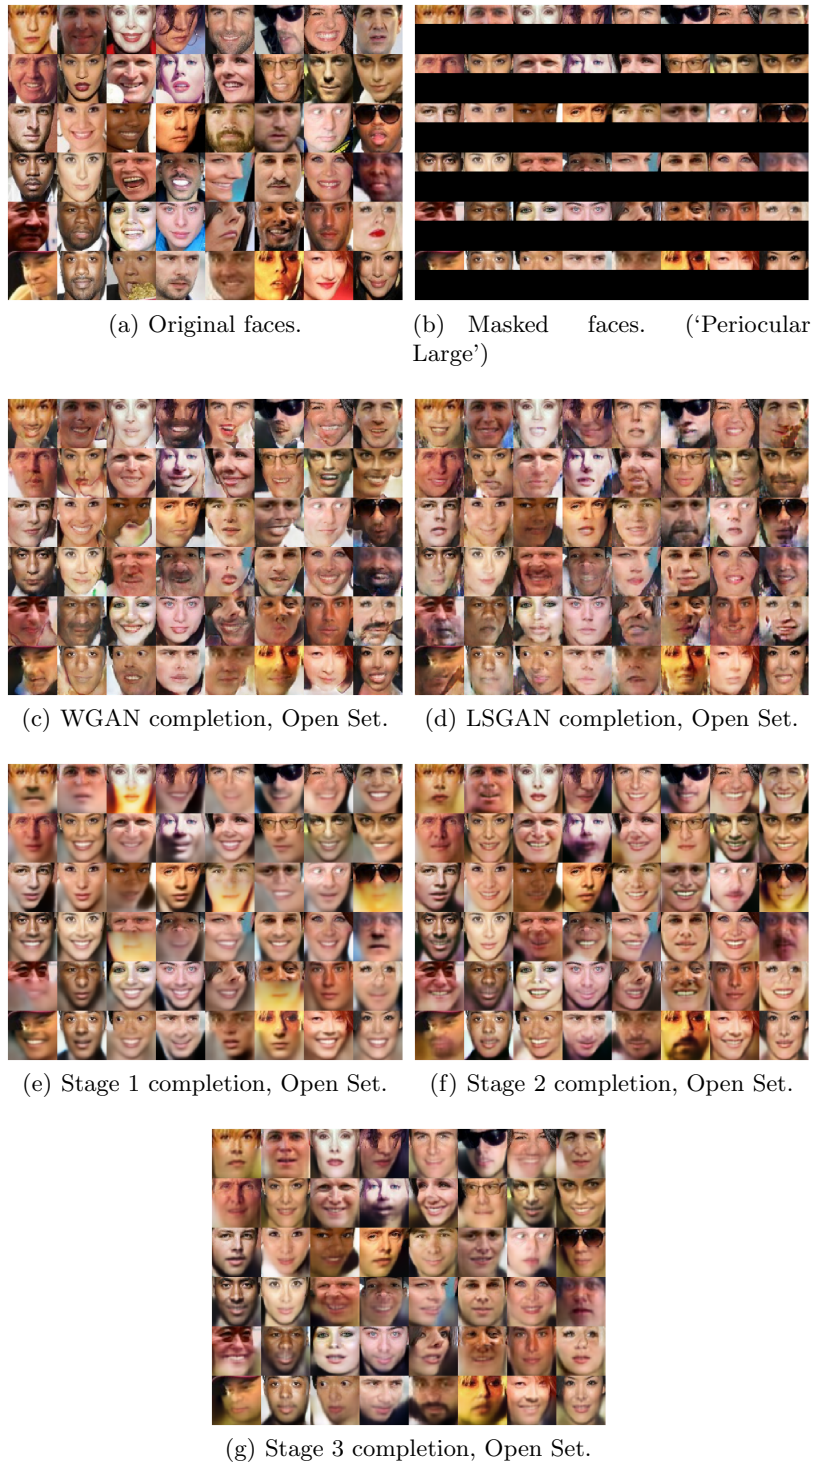 (a) Original faces.
(b) Masked faces. (‘Periocular
Large’)
(c) WGAN completion, Open Set.
(d) LSGAN completion, Open Set.
(e) Stage 1 completion, Open Set.
(f) Stage 2 completion, Open Set.
(g) Stage 3 completion, Open Set.